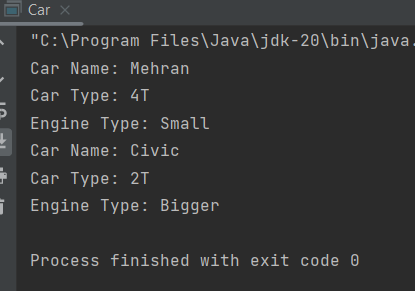 Car
"C:\Program Files\Java\jdk-20\bin\java.
Car Name: Mehran
Car Type: 4T
Engine Type: Small
Car Name: Civic
Car Type: 2T
Engine Type: Bigger
Process finished with exit code 0